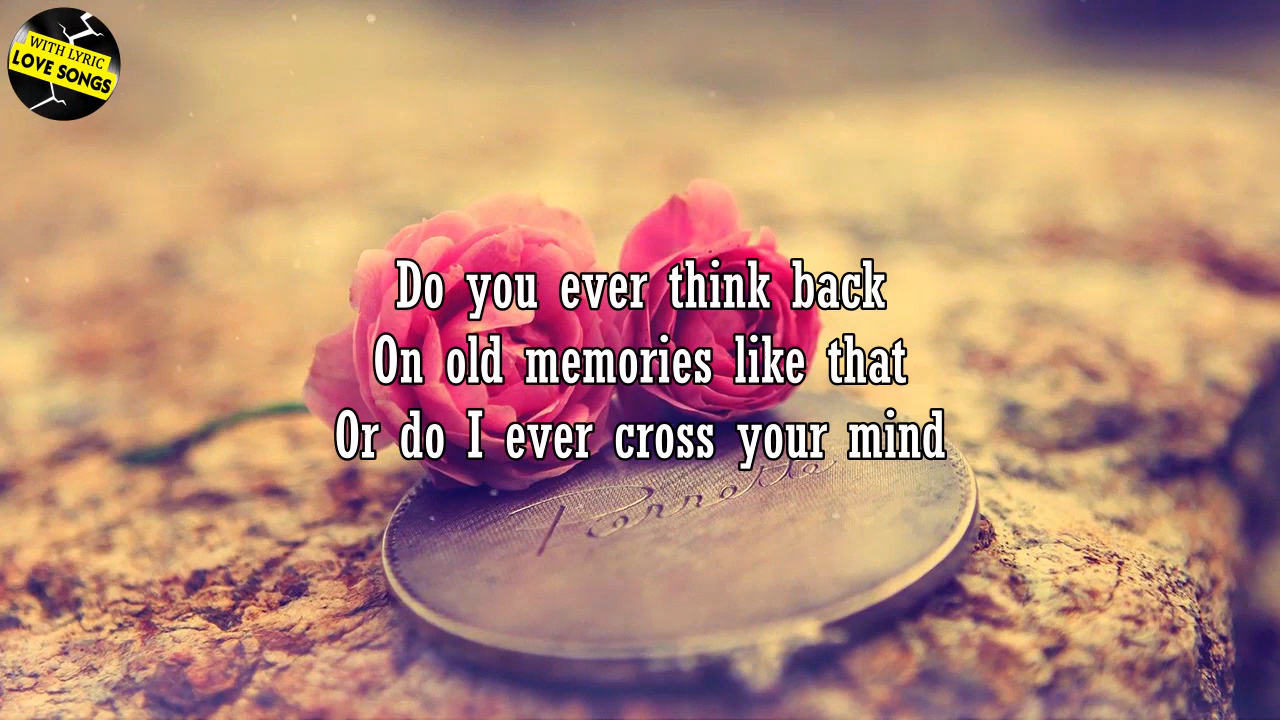 WITH LYRIC
LOVE SONGS
Do you ever think back
On old memories like that
Or do I ever cross your mind